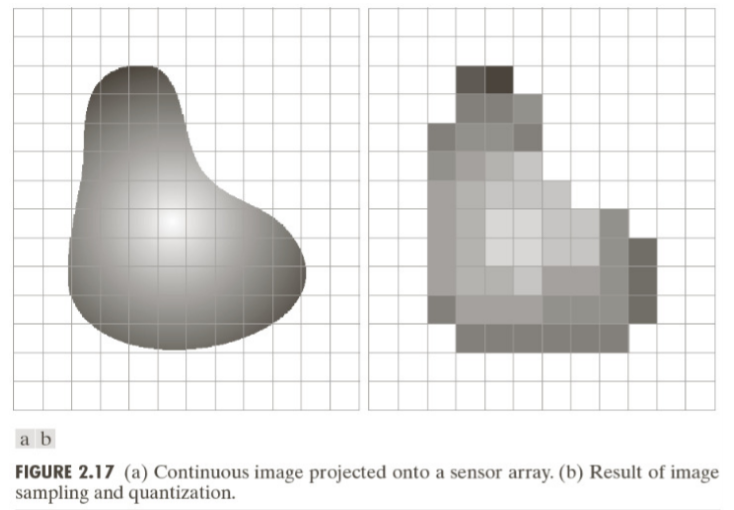 a b
FIGURE 2.17 (a) Continuous image projected onto a sensor array. (b) Result of image
sampling and quantization.